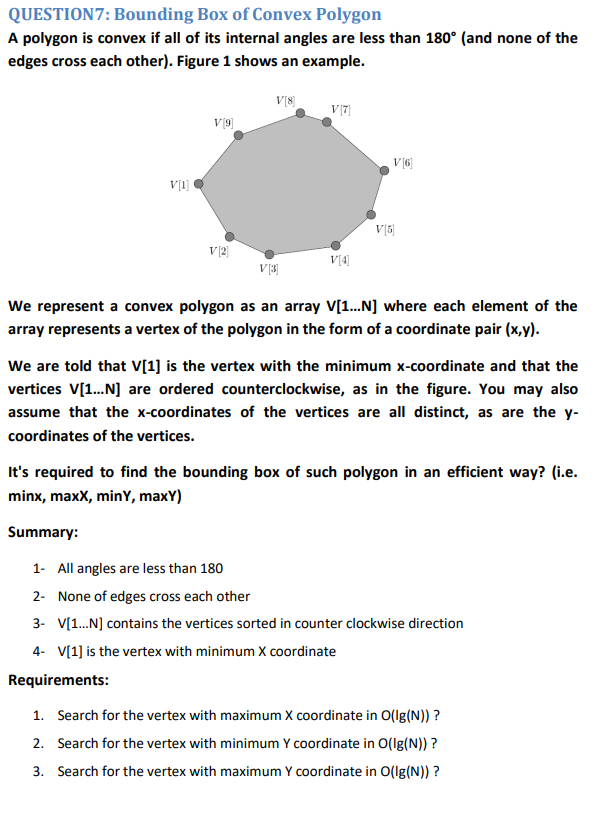 QUESTION7: Bounding Box of Convex Polygon
A polygon is convex if all of its internal angles are less than 180° (and none of the
edges cross each other). Figure 1 shows an example.
V[8]
V[7]
V[9]
V[6]
V[1]
V[5]
V[2]
V[4]
V[3]
We represent a convex polygon as an array V[1…N] where each element of the
array represents a vertex of the polygon in the form of a coordinate pair (x,y).
We are told that V[1] is the vertex with the minimum x-coordinate and that the
vertices V[1…N] are ordered counterclockwise, as in the figure. You may also
assume that the x-coordinates of the vertices are all distinct, as are the y-
coordinates of the vertices.
It's required to find the bounding box of such polygon in an efficient way? (i.e.
minx, maxX, minY, maxY)
Summary:
1- All angles are less than 180
2- None of edges cross each other
3- V[1…N] contains the vertices sorted in counter clockwise direction
4- V[1] is the vertex with minimum X coordinate
Requirements:
1. Search for the vertex with maximum X coordinate in O(lg(N)) ?
2. Search for the vertex with minimum Y coordinate in O(lg(N)) ?
3. Search for the vertex with maximum Y coordinate in O(lg(N)) ?